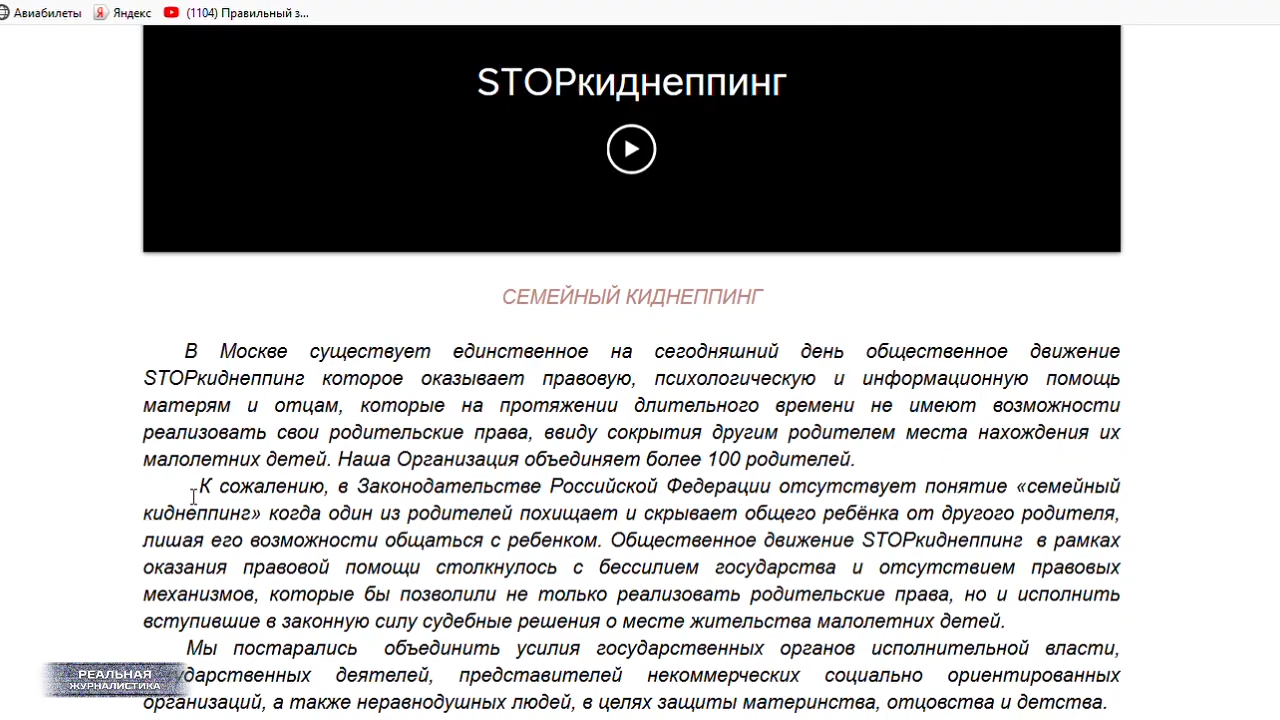 Авиабилеты Яндекс (1104) Правильный з...
STOPкиднеппинг
СЕМЕЙНЫЙ КИДНЕППИНГ
В Москве существует единственное на сегодняшний день общественное движение
STOPкиднеппинг которое оказывает правовую, психологическую и информационную помощь
матерям и отцам, которые на протяжении длительного времени не имеют возможности
реализовать свои родительские права, ввиду сокрытия другим родителем места нахождения их
малолетних детей. Наша Организация объединяет более 100 родителей.
К сожалению, в Законодательстве Российской Федерации отсутствует понятие «семейный
киднеппинг» когда один из родителей похищает и скрывает общего ребёнка от другого родителя,
лишая его возможности общаться с ребенком. Общественное движение STOPкиднеппинг в рамках
оказания правовой помощи столкнулось с бессилием государства и отсутствием правовых
механизмов, которые бы позволили не только реализовать родительские права, но и исполнить
вступившие в законную силу судебные решения о месте жительства малолетних детей.
Мы постарались объединить усилия государственных органов исполнительной власти,
деятелей, представителей некоммерческих социально ориентированных
организаций, а также неравнодушных людей, в целях защиты материнства, отцовства и детства.
РЕАЛЬНАЯ
ЖУРНАЛИСТИКА